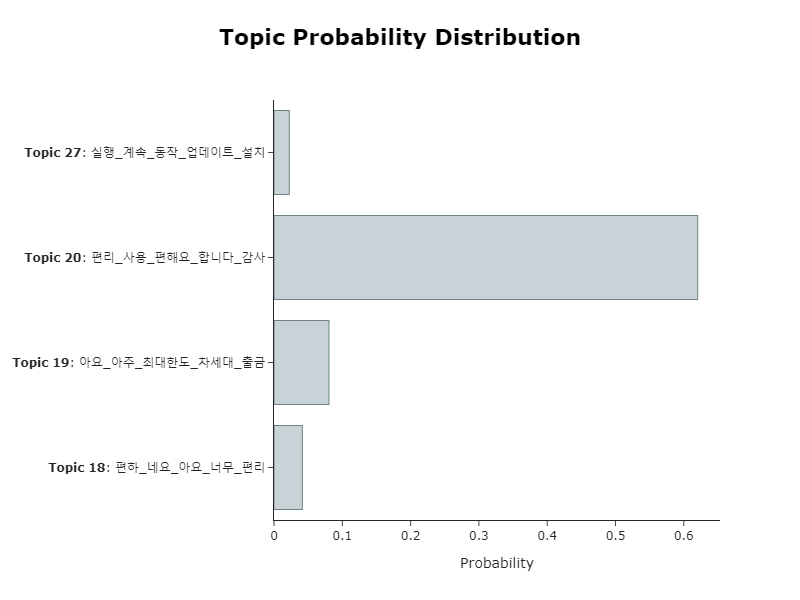 Topic Probability Distribution
Topic 27: 실행_계속_동작_업데이트_설치
Topic 20: 편리_사용_편해요_합니다_감사
Topic 19: 아요_아주_최대한도_차세대_출금
Topic 18: 편하_네요_아요_너무_편리
0 0.1 0.2 0.3 0.4 0.5 0.6
Probability